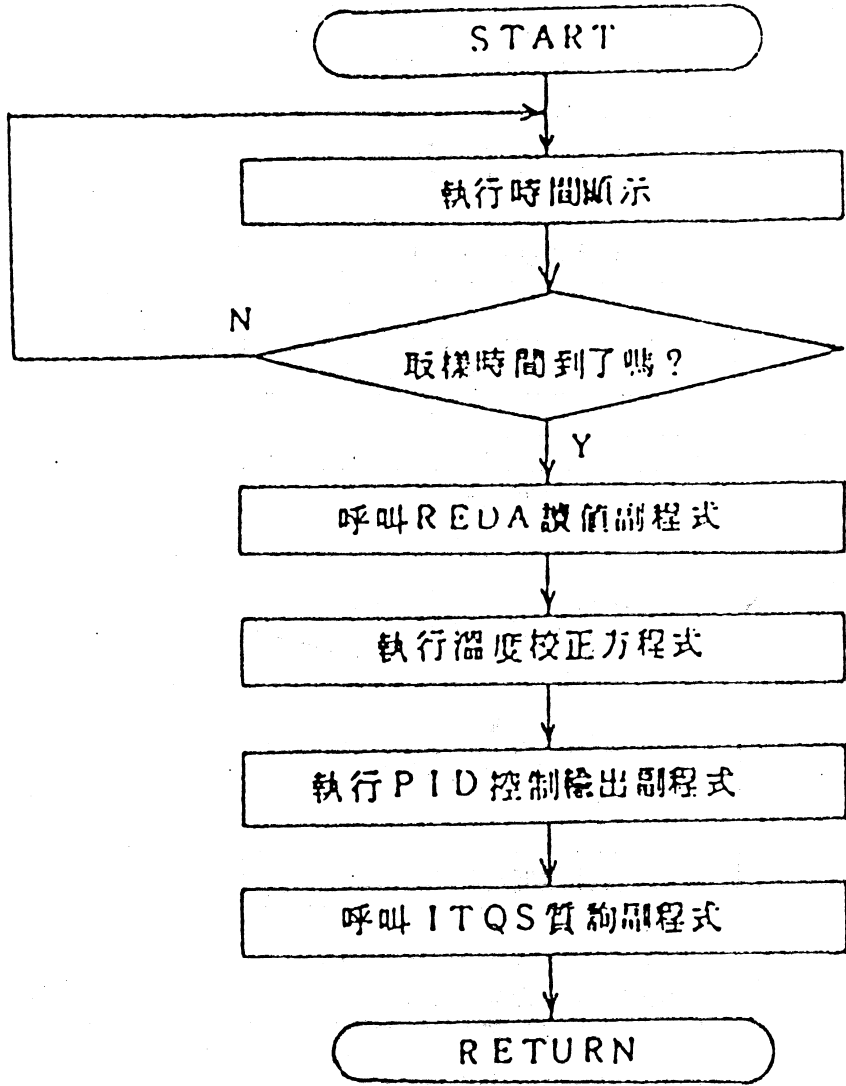 START
執行時間顯示
N
取樣時間到了嗎？
Y
呼叫REDA讀值副程式
執行溫度校正方程式
執行PID控制輸出副程式
呼叫ITQS質詢副程式
RETURN